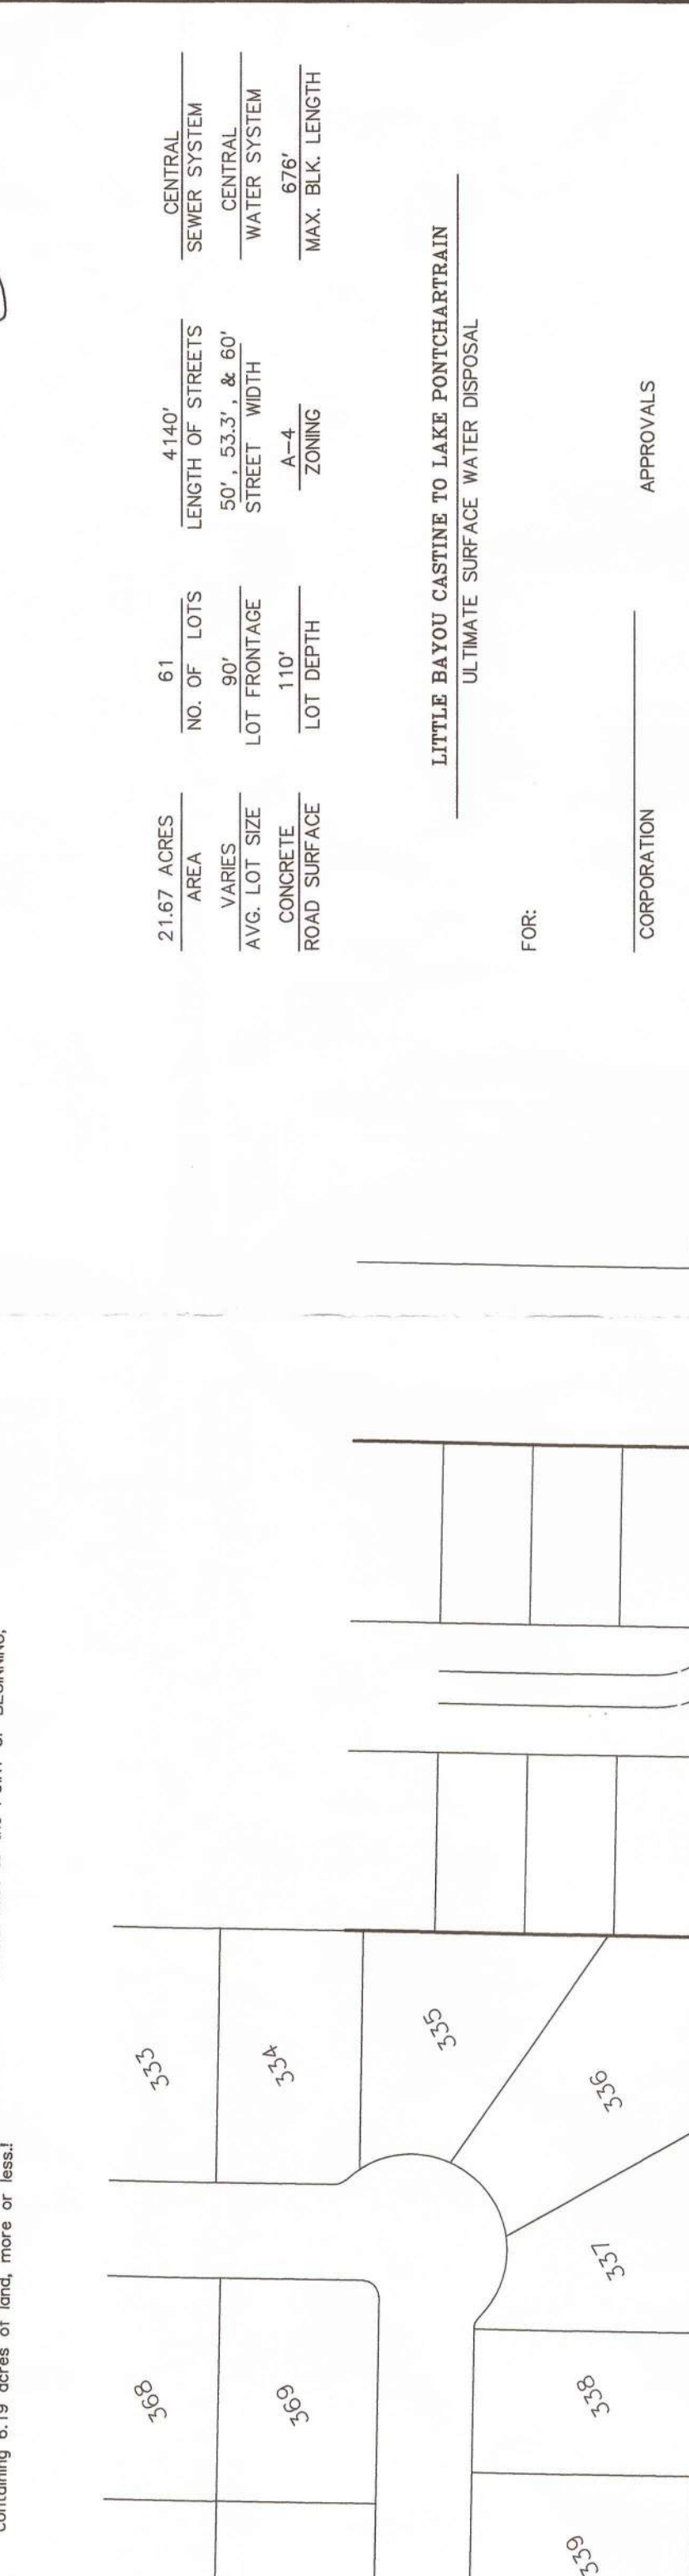 containing 6.19 acres of land, more or less.!
21.67 ACRES
AREA
61
NO. OF LOTS
4140'
LENGTH OF STREETS
CENTRAL
SEWER SYSTEM
VARIES
AVG. LOT SIZE
90'
LOT FRONTAGE
50', 53.3', & 60'
STREET WIDTH
CENTRAL
WATER SYSTEM
CONCRETE
ROAD SURFACE
110'
LOT DEPTH
A-4
ZONING
676'
MAX. BLK. LENGTH
LITTLE BAYOU CASTINE TO LAKE PONTCHARTRAIN
ULTIMATE SURFACE WATER DISPOSAL
FOR:
CORPORATION
APPROVALS
368
333
369
334
335
339
338
337
336